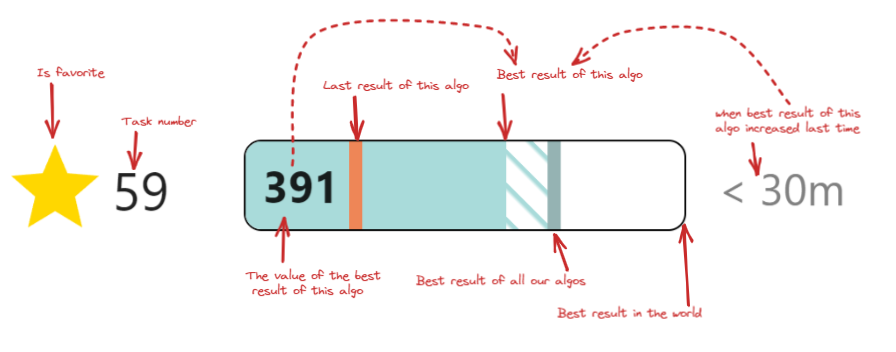 Is favorite
Last result of this algo
Best result of this algo
Task number
when best result of this
algo increased last time
59
391
< 30m
The value of the best
result of this algo
Best result of all our algos
Best result in the world